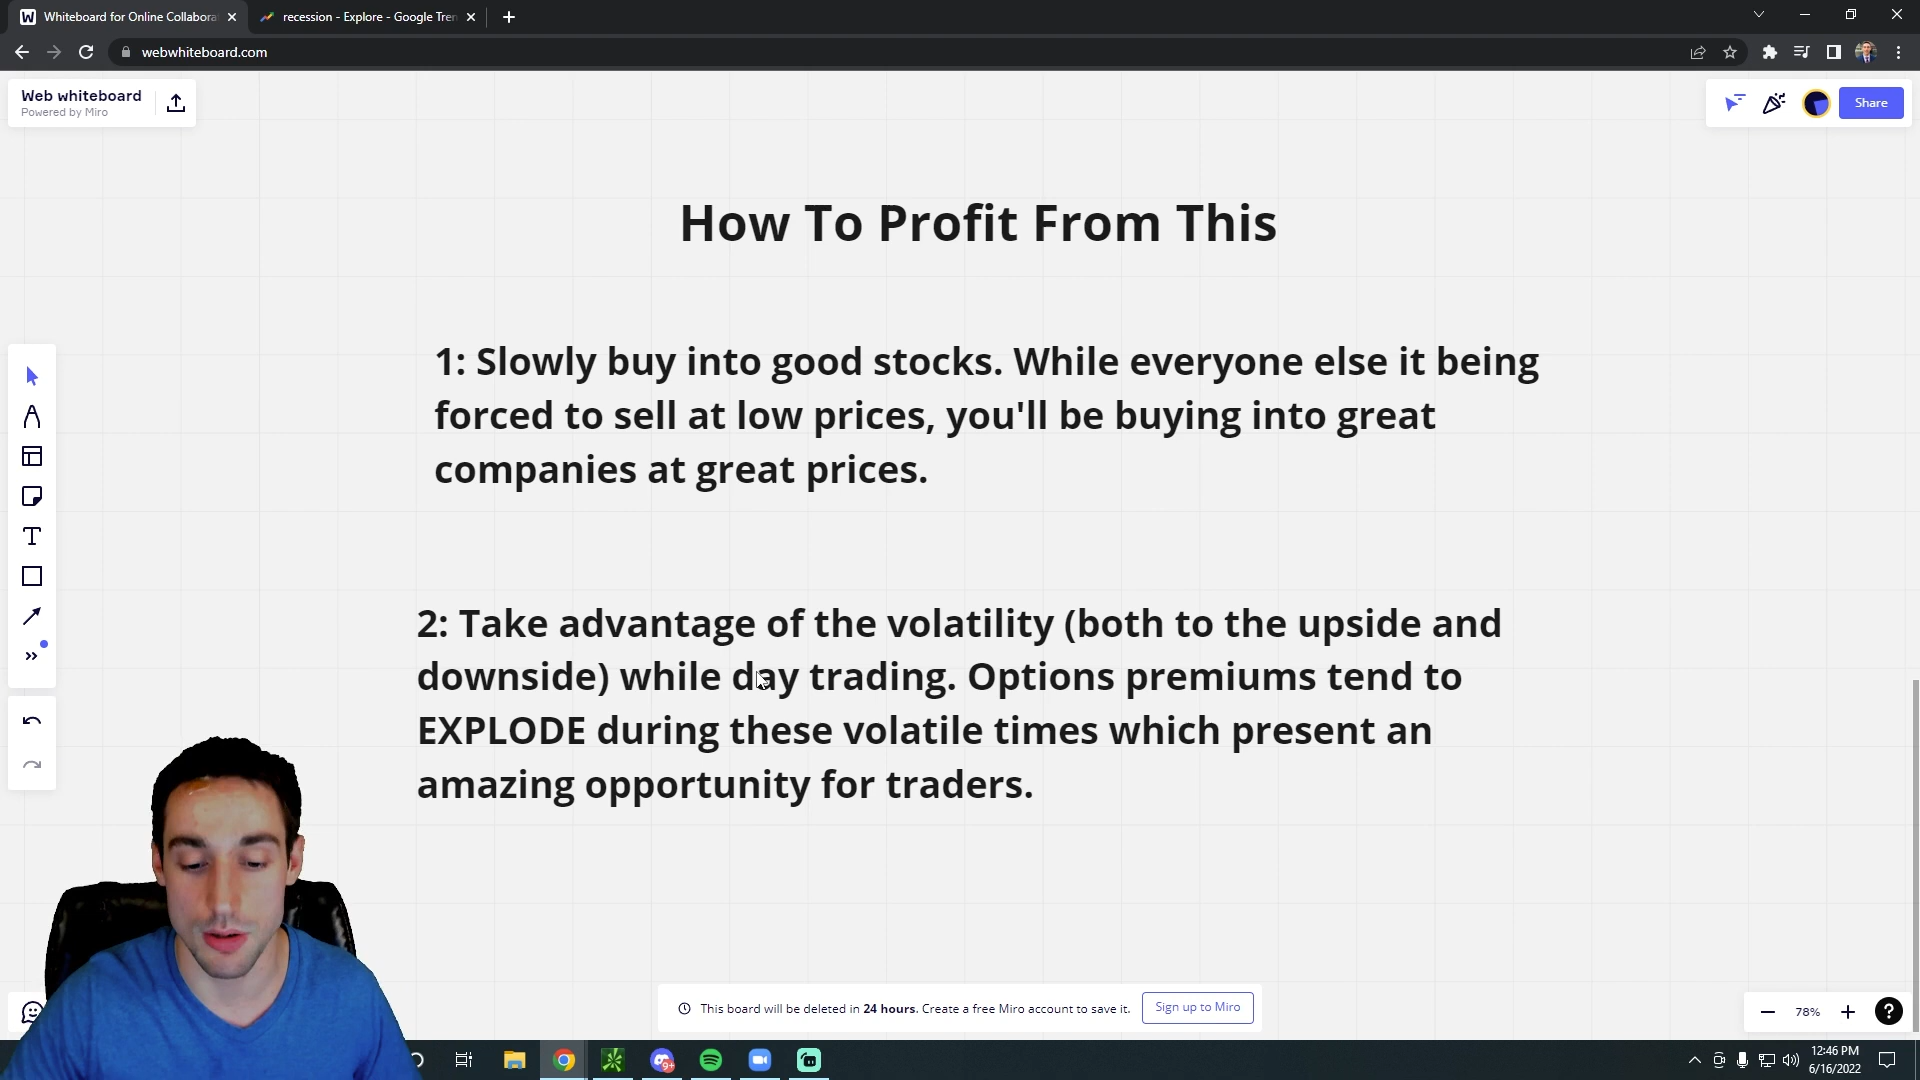 Whiteboard for Online Collabora
recession - Explore - Google Tren
webwhiteboard.com
Web whiteboard
Powered by Miro
Share
How To Profit From This
1: Slowly buy into good stocks. While everyone else it being
forced to sell at low prices, you'll be buying into great
companies at great prices.
2: Take advantage of the volatility (both to the upside and
downside) while day trading. Options premiums tend to
EXPLODE during these volatile times which present an
amazing opportunity for traders.
This board will be deleted in 24 hours. Create a free Miro account to save it.
Sign up to Miro
78%
12:46 PM
6/16/2022